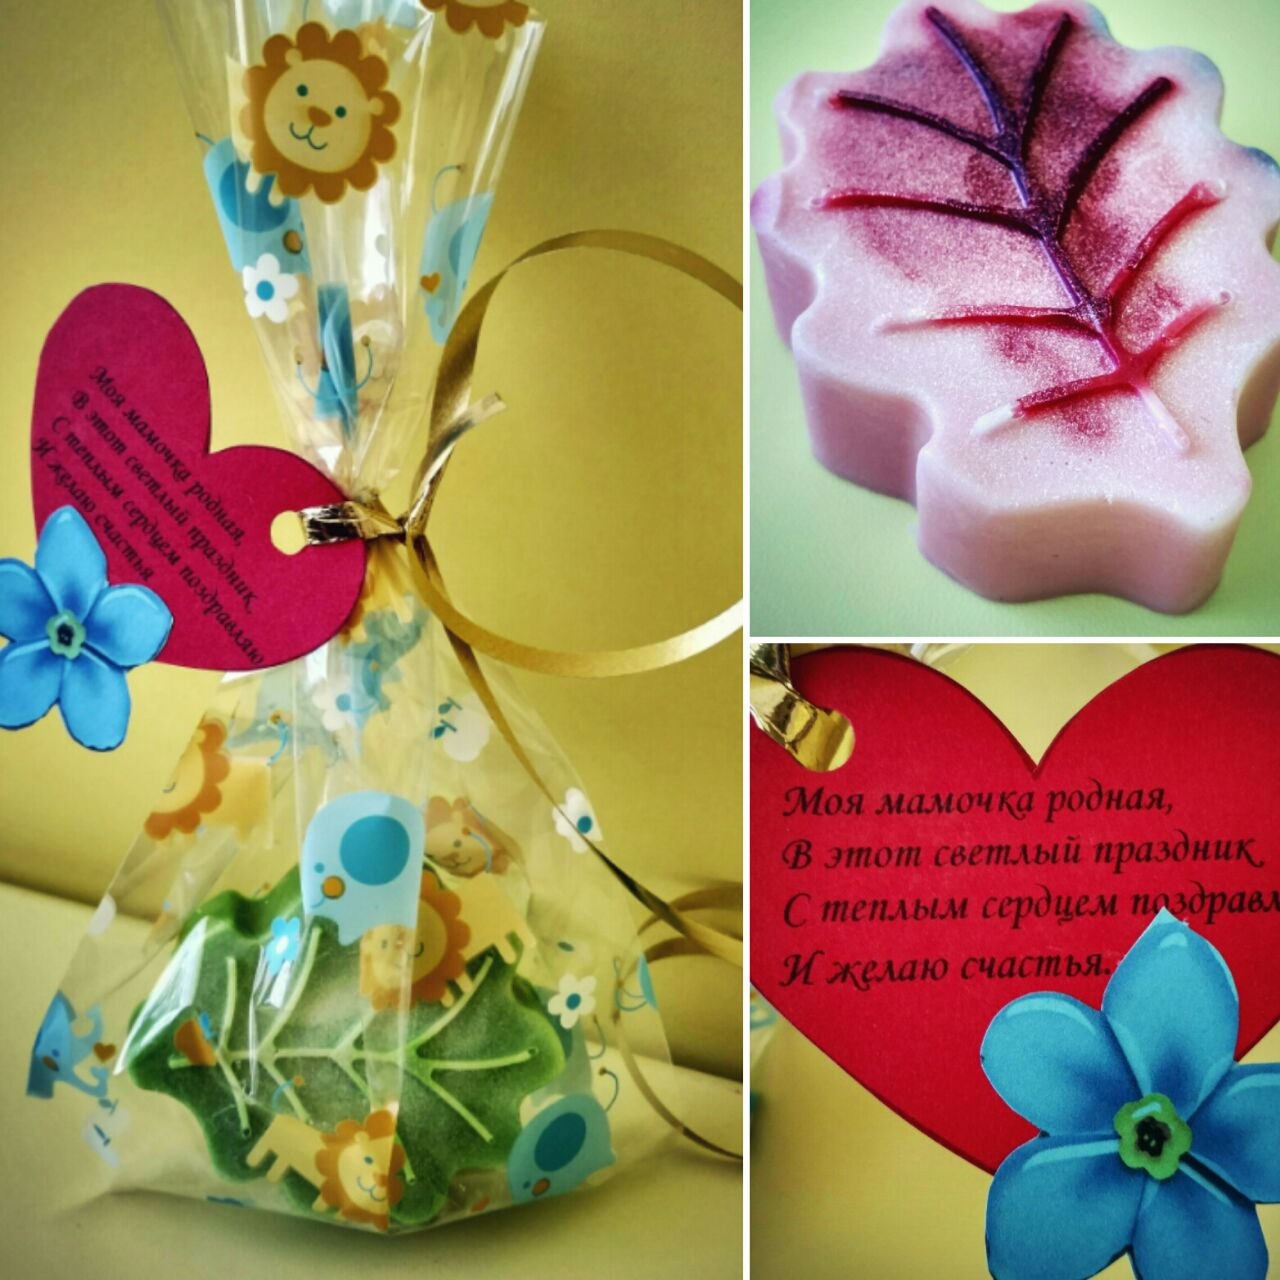 Моя мамочка родная,
В этот светлый праздник
С теплым сердцем поздравляю
И желаю счастья
Моя мамочка родная,
В этот светлый праздник
С теплым сердцем поздравл
И желаю счастья.